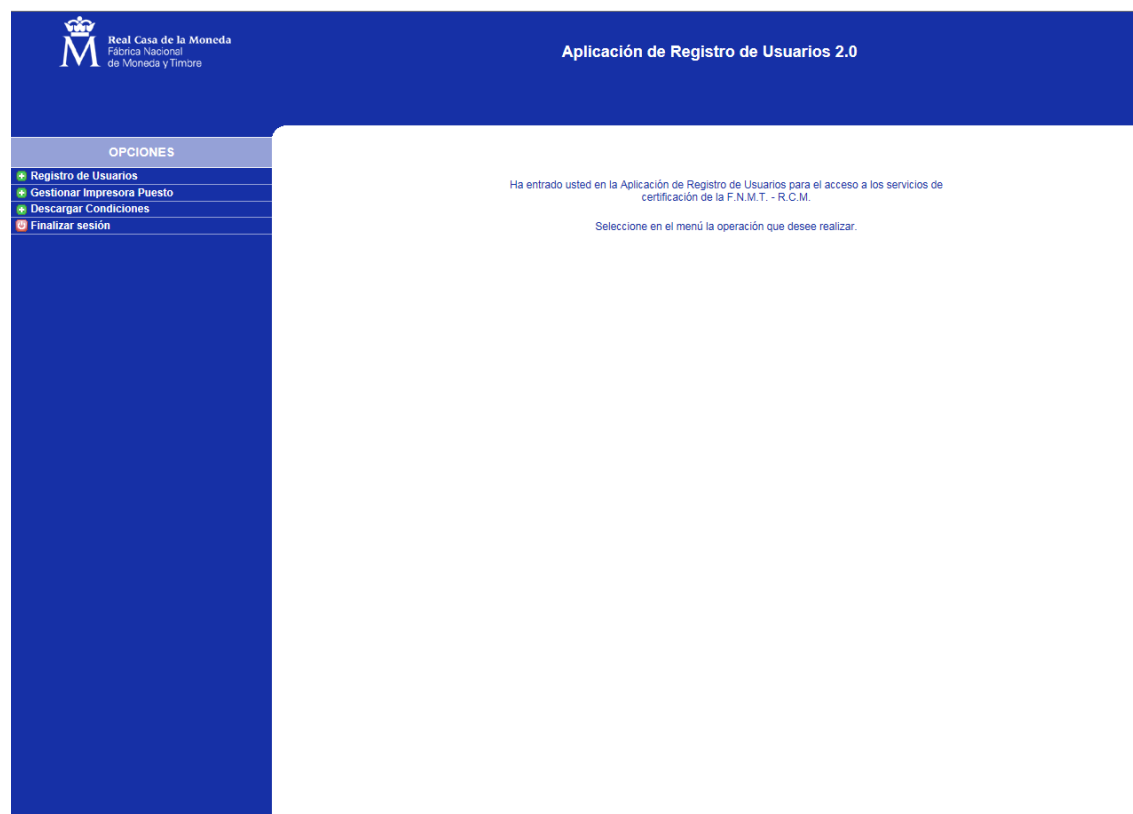 Real Casa de la Moneda
Fábrica Nacional
de Moneda y Timbre
Aplicación de Registro de Usuarios 2.0
OPCIONES
Registro de Usuarios
Gestionar Impresora Puesto
Descargar Condiciones
Finalizar sesión
Ha entrado usted en la Aplicación de Registro de Usuarios para el acceso a los servicios de
certificación de la F.N.M.T. - R.C.M.
Seleccione en el menú la operación que desee realizar.